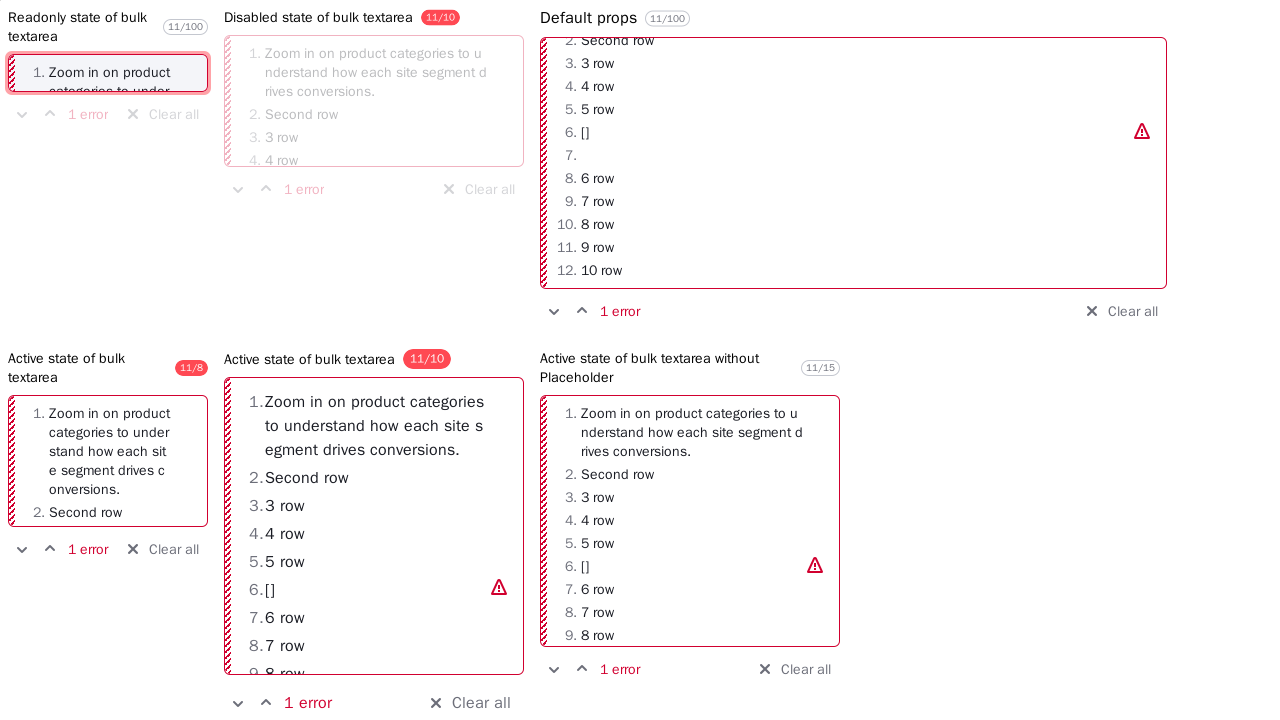 Readonly state of bulk
textarea
11/100
1. Zoom in on product
categories to under
1 error
Clear all
Disabled state of bulk textarea
11/10
1. Zoom in on product categories to u
nderstand how each site segment d
rives conversions.
2. Second row
3. 3 row
4. 4 row
1 error
Clear all
Default props
11/100
2. Second row
3. 3 row
4. 4 row
5. 5 row
6. []
7.
8. 6 row
9. 7 row
10. 8 row
11. 9 row
12. 10 row
1 error
Clear all
Active state of bulk
textarea
11/8
1. Zoom in on product
categories to under
stand how each sit
e segment drives c
onversions.
2. Second row
1 error
Clear all
Active state of bulk textarea
11/10
1. Zoom in on product categories
to understand how each site s
egment drives conversions.
2. Second row
3. 3 row
4. 4 row
5. 5 row
6. []
7. 6 row
8. 7 row
9. 8 row
1 error
Clear all
Active state of bulk textarea without
Placeholder
11/15
1. Zoom in on product categories to u
nderstand how each site segment d
rives conversions.
2. Second row
3. 3 row
4. 4 row
5. 5 row
6. []
7. 6 row
8. 7 row
9. 8 row
1 error
Clear all